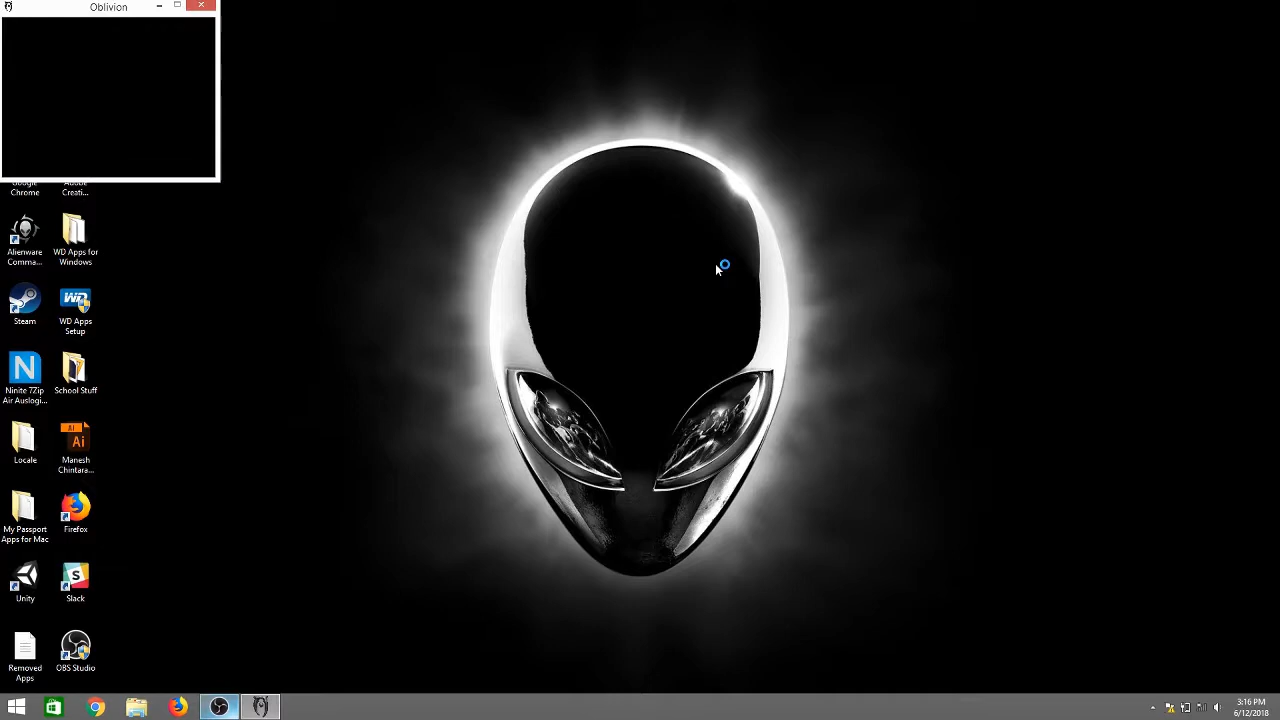 Oblivion
Google
Chrome
Adobe
Creati...
Alienware
Comma...
WD Apps for
Windows
Steam
WD Apps
Setup
Ninite 7Zip
Air Auslogi...
School Stuff
Locale
Ai
Ai
Manesh
Chintara...
My Passport
Apps for Mac
Firefox
Unity
Slack
Removed
Apps
OBS Studio
3:16 PM
6/12/2018